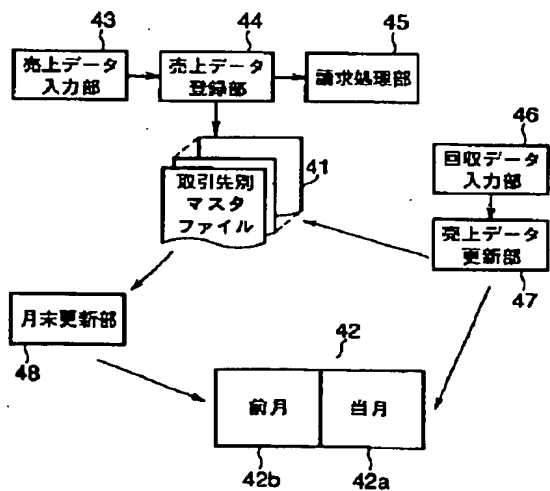 43
44
45
売上データ
入力部
売上データ
登録部
請求処理部
46
回収データ
入力部
41
取引先別
マスタ
ファイル
売上データ
更新部
47
月末更新部
48
42
前月
当月
42b
42a